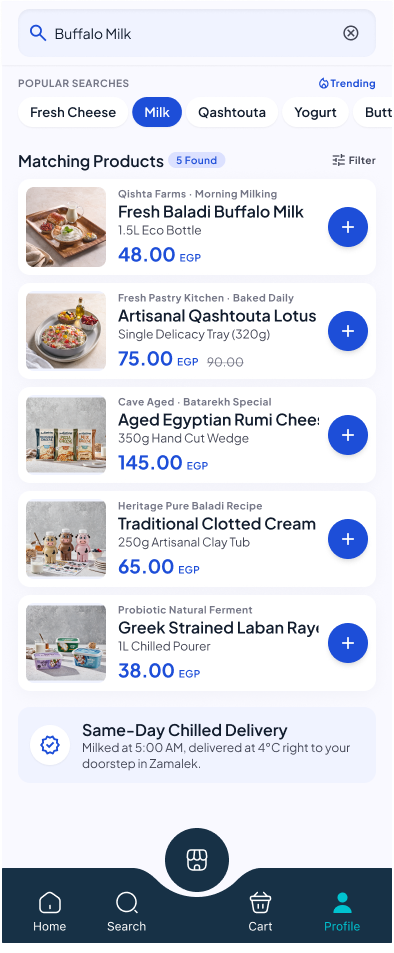 Buffalo Milk
POPULAR SEARCHES
Trending
Fresh Cheese
Milk
Qashtouta
Yogurt
Butt
Matching Products
5 Found
Filter
Qishta Farms · Morning Milking
Fresh Baladi Buffalo Milk
1.5L Eco Bottle
48.00 EGP
Fresh Pastry Kitchen · Baked Daily
Artisanal Qashtouta Lotus
Single Delicacy Tray (320g)
75.00 EGP 90.00
Cave Aged · Batarekh Special
Aged Egyptian Rumi Chees
350g Hand Cut Wedge
145.00 EGP
Heritage Pure Baladi Recipe
Traditional Clotted Cream
250g Artisanal Clay Tub
65.00 EGP
Probiotic Natural Ferment
Greek Strained Laban Raye
1L Chilled Pourer
38.00 EGP
Same-Day Chilled Delivery
Milked at 5:00 AM, delivered at 4°C right to your
doorstep in Zamalek.
Home
Search
Cart
Profile